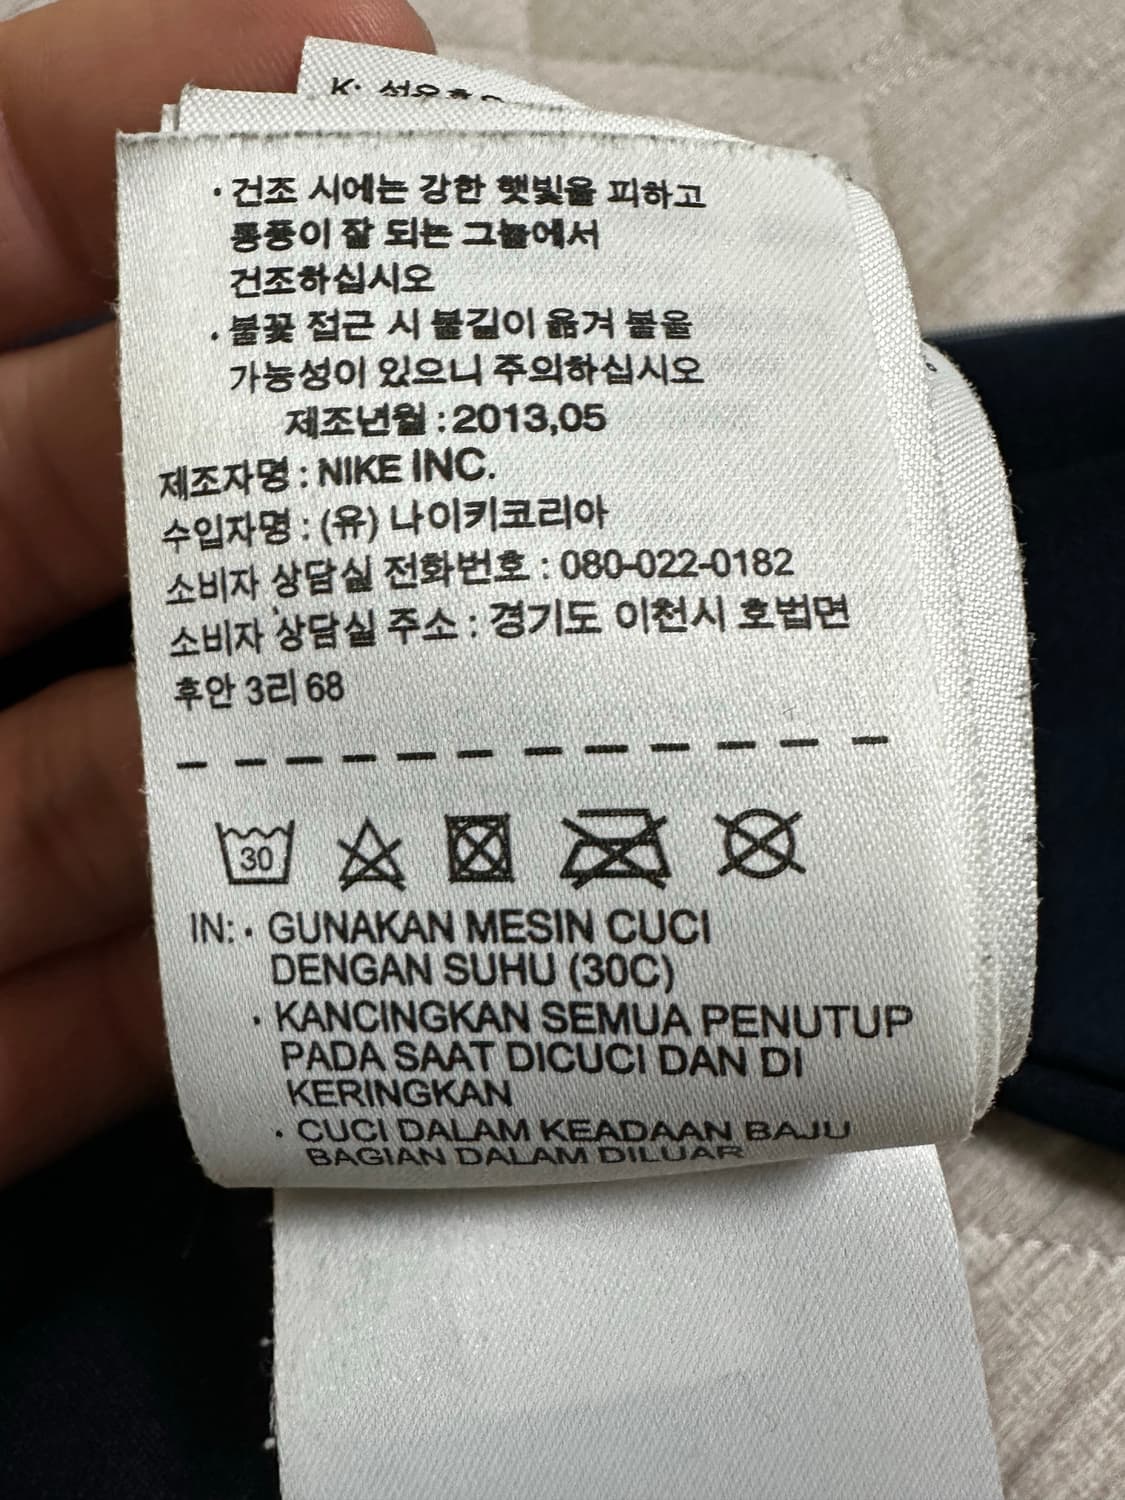 K: 섬유혼용
· 건조 시에는 강한 햇빛을 피하고
통풍이 잘 되는 그늘에서
건조하십시오
· 불꽃 접근 시 불길이 옮겨 붙을
가능성이 있으니 주의하십시오
제조년월 : 2013,05
제조자명 : NIKE INC.
수입자명 : (유) 나이키코리아
소비자 상담실 전화번호 : 080-022-0182
소비자 상담실 주소 : 경기도 이천시 호법면
후안 3리 68
30
IN: · GUNAKAN MESIN CUCI
DENGAN SUHU (30C)
· KANCINGKAN SEMUA PENUTUP
PADA SAAT DICUCI DAN DI
KERINGKAN
· CUCI DALAM KEADAAN BAJU
BAGIAN DALAM DILUAR